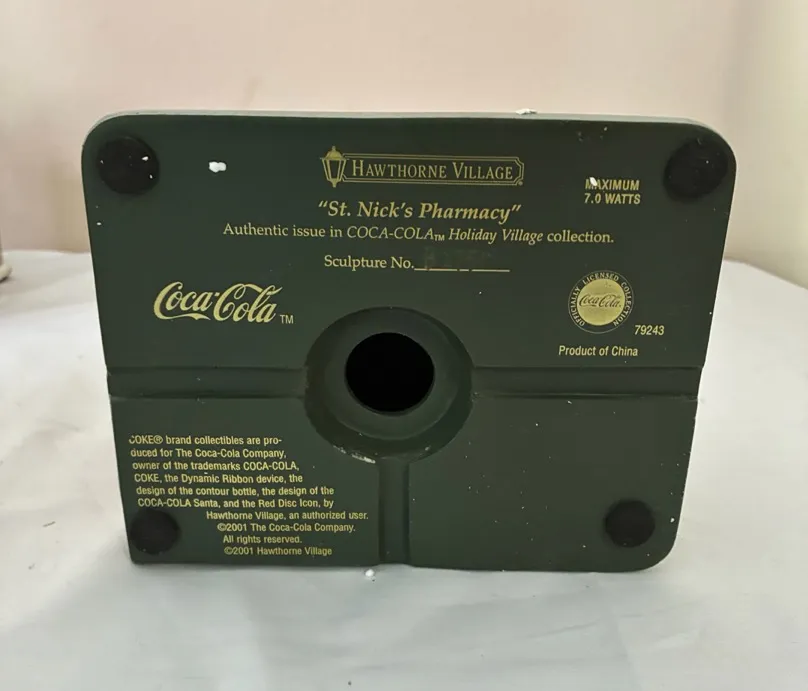 HAWTHORNE VILLAGE
MAXIMUM
7.0 WATTS
“St. Nick's Pharmacy”
Authentic issue in COCA-COLA™ Holiday Village collection.
Sculpture No.
Coca-Cola™
OFFICIALLY LICENSED COLLECTION
Coca-Cola
79243
Product of China
COKE® brand collectibles are pro-
duced for The Coca-Cola Company,
owner of the trademarks COCA-COLA,
COKE, the Dynamic Ribbon device, the
design of the contour bottle, the design of the
COCA-COLA Santa, and the Red Disc Icon, by
Hawthorne Village, an authorized user.
©2001 The Coca-Cola Company.
All rights reserved.
©2001 Hawthorne Village